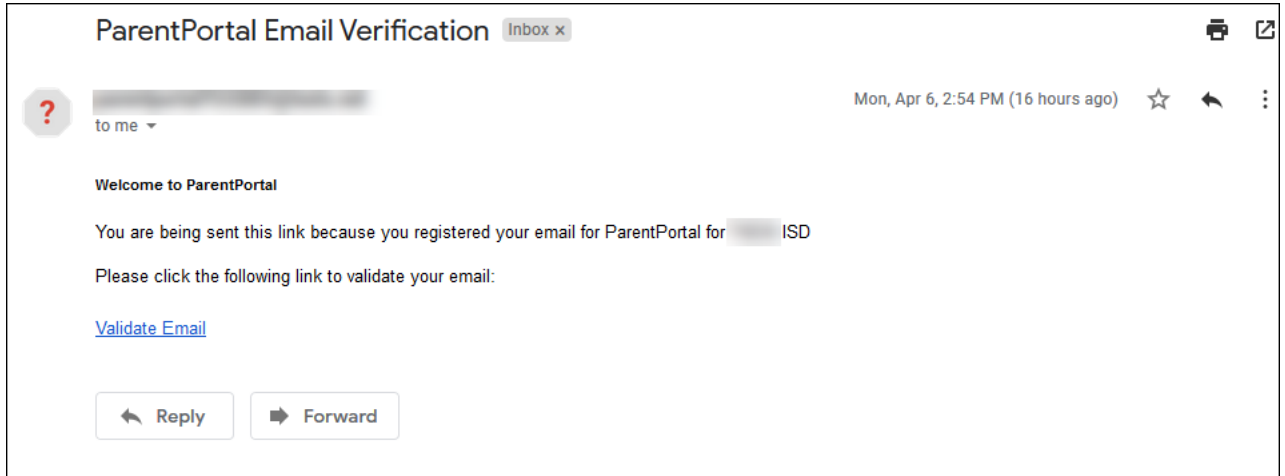 ParentPortal Email Verification Inbox x
?
Mon, Apr 6, 2:54 PM (16 hours ago)
to me
Welcome to ParentPortal
You are being sent this link because you registered your email for ParentPortal for ISD
Please click the following link to validate your email:
Validate Email
Reply Forward